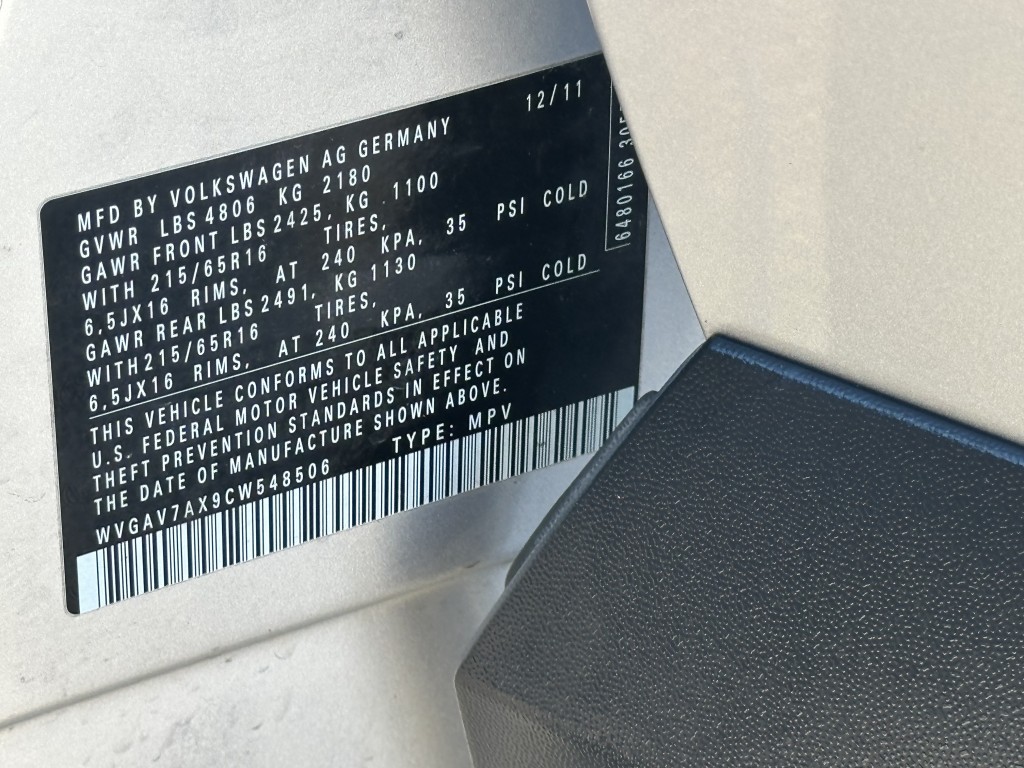 12/11
MFD BY VOLKSWAGEN AG GERMANY
GVWR LBS 4806 KG 2180
GAWR FRONT LBS 2425, KG 1100
WITH 215/65R16 TIRES,
6,5JX16 RIMS, AT 240 KPA, 35 PSI COLD
GAWR REAR LBS 2491, KG 1130
WITH 215/65R16 TIRES,
6,5JX16 RIMS, AT 240 KPA, 35 PSI COLD
THIS VEHICLE CONFORMS TO ALL APPLICABLE
U.S. FEDERAL MOTOR VEHICLE SAFETY AND
THEFT PREVENTION STANDARDS IN EFFECT ON
THE DATE OF MANUFACTURE SHOWN ABOVE.
WVGAV7AX9CW548506 TYPE: MPV
6480166